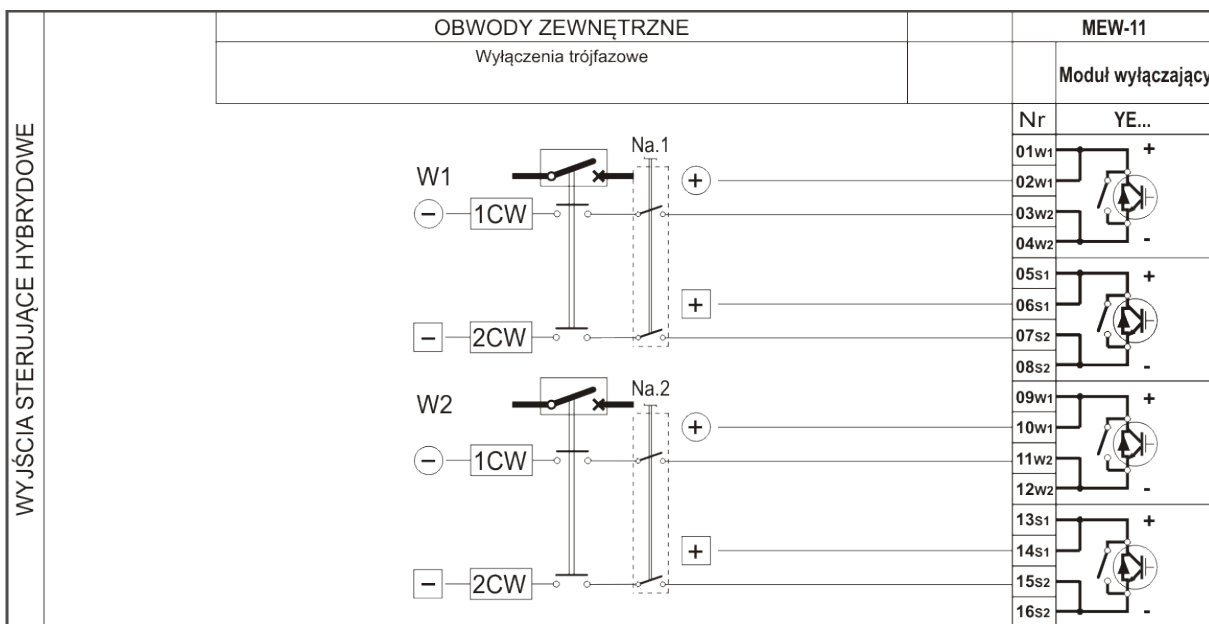 OBWODY ZEWNĘTRZNE
MEW-11
Wyłączenia trójfazowe
Moduł wyłączający
Nr
YE...
WYJŚCIA STERUJĄCE HYBRYDOWE
W1
Na.1
+
01W1
+
02W1
-
1CW
03W2
04W2
-
05S1
+
+
06S1
-
2CW
07S2
08S2
-
W2
Na.2
09W1
+
+
10W1
-
1CW
11W2
12W2
-
13S1
+
+
14S1
-
2CW
15S2
16S2
-